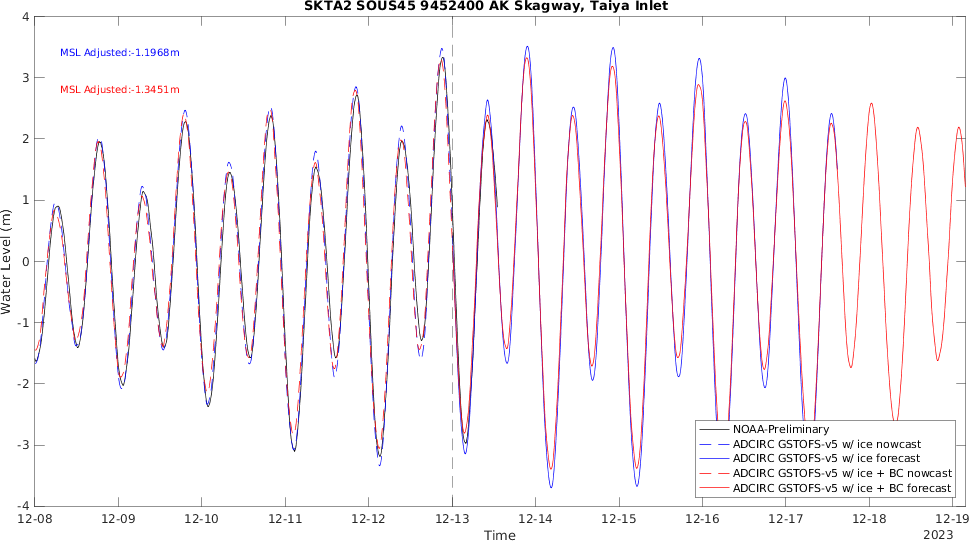 SKTA2 SOUS45 9452400 AK Skagway, Taiya Inlet
MSL Adjusted:-1.1968m
MSL Adjusted:-1.3451m
4
3
2
1
0
-1
-2
-3
-4
Water Level (m)
NOAA-Preliminary
ADCIRC GSTOFS-v5 w/ ice nowcast
ADCIRC GSTOFS-v5 w/ ice forecast
ADCIRC GSTOFS-v5 w/ ice + BC nowcast
ADCIRC GSTOFS-v5 w/ ice + BC forecast
12-08 12-09 12-10 12-11 12-12 12-13 12-14 12-15 12-16 12-17 12-18 12-19
Time
2023